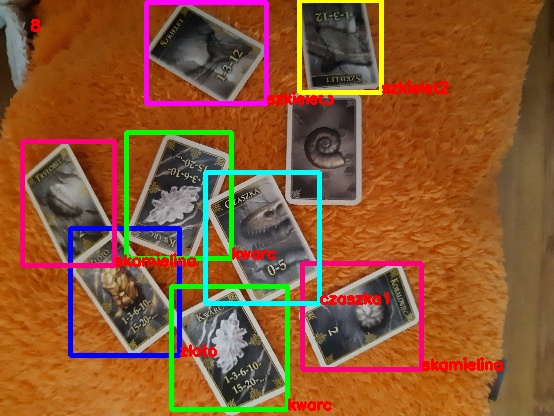 8
SZKIELET
1-3-12
1-3-12
SZKIELET
szkielet3
szkielet2
TRYLOBIT
1-3-6-10-
15-20-...
KWARC
CZASZKA
0-5
skamielina
kwarc
ZŁOTO
1-3-6-10-
15-20-...
czaszka1
KWARC
1-3-6-10-
15-20-...
złoto
2
skamielina
kwarc